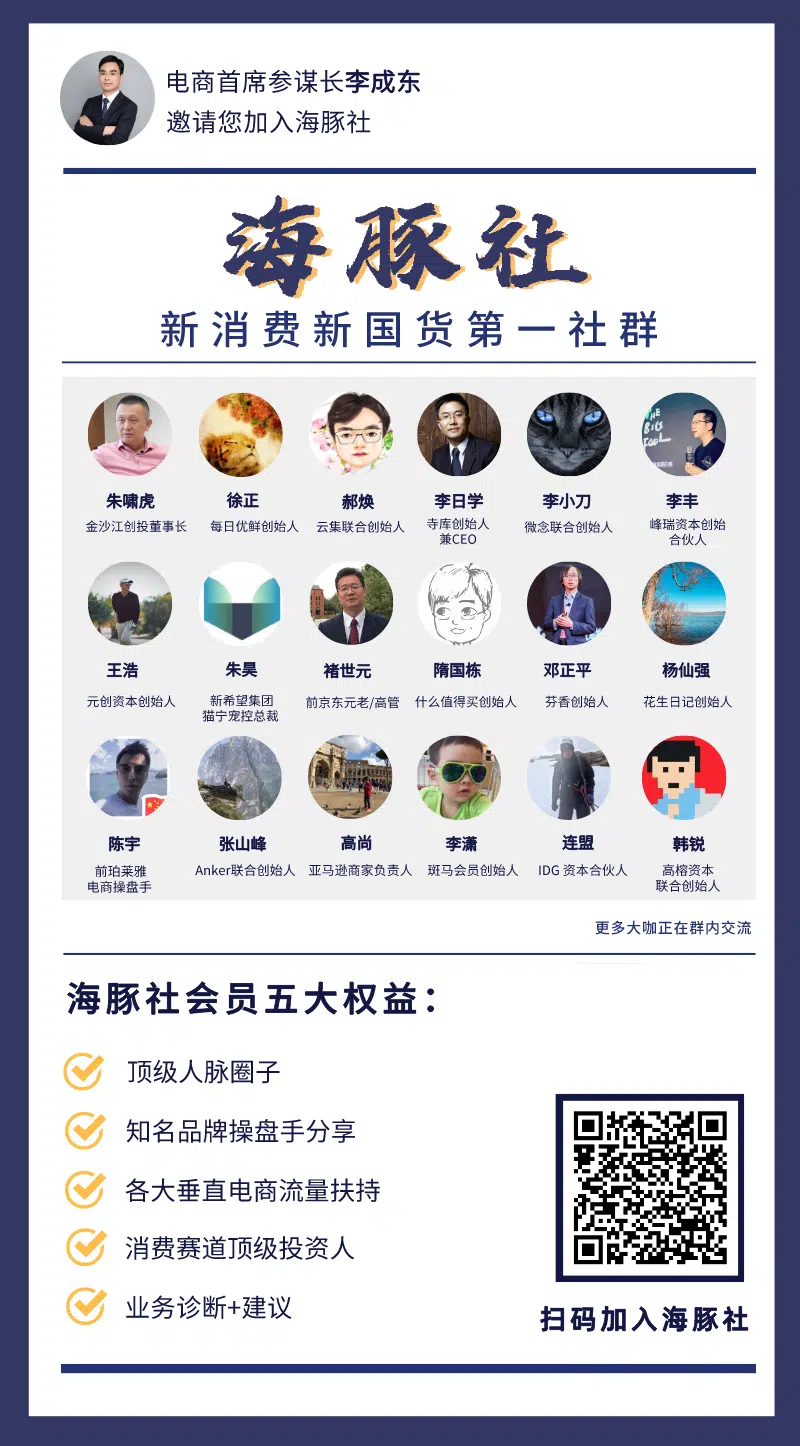 电商首席参谋长李成东
邀请您加入海豚社
海豚社
新消费新国货第一社群
THE
BIG
朱啸虎
徐正
郝焕
李日学
李小刀
李丰
金沙江创投董事长
每日优鲜创始人
云集联合创始人
寺库创始人
兼CEO
微念联合创始人
峰瑞资本创始
合伙人
王浩
朱昊
褚世元
隋国栋
邓正平
杨仙强
元创资本创始人
新希望集团
猫宁宠控总裁
前京东元老/高管
什么值得买创始人
芬香创始人
花生日记创始人
陈宇
张山峰
高尚
李潇
连盟
韩锐
前珀莱雅
电商操盘手
Anker联合创始人
亚马逊商家负责人
斑马会员创始人
IDG 资本合伙人
高榕资本
联合创始人
更多大咖正在群内交流
海豚社会员五大权益：
顶级人脉圈子
知名品牌操盘手分享
各大垂直电商流量扶持
消费赛道顶级投资人
业务诊断+建议
扫码加入海豚社